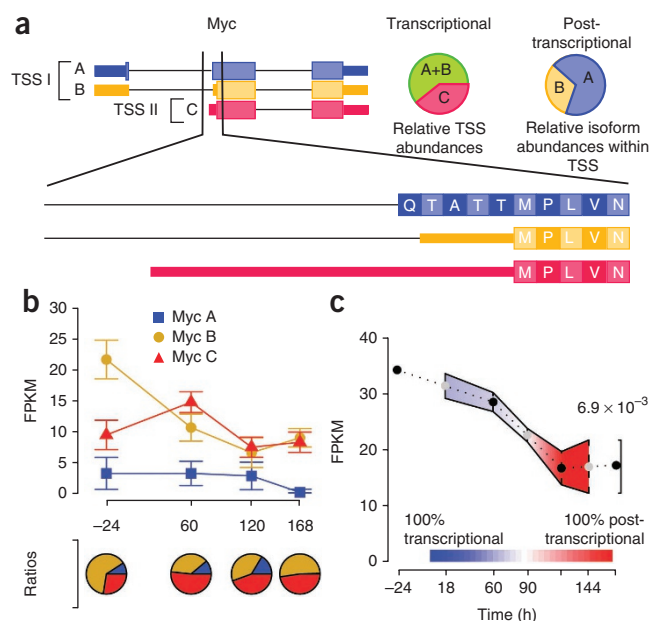 a
Myc
Transcriptional
Post-
transcriptional
TSS I
A
B
TSS II
C
A+B
C
B
A
Relative TSS
abundances
Relative isoform
abundances within
TSS
Q T A T T M P L V N
M P L V N
M P L V N
b
30
25
20
15
10
5
0
FPKM
Myc A
Myc B
Myc C
–24
60
120
168
Ratios
c
40
30
20
10
0
FPKM
6.9 × 10⁻³
100%
transcriptional
100% post-
transcriptional
–24
18
60
90
144
Time (h)